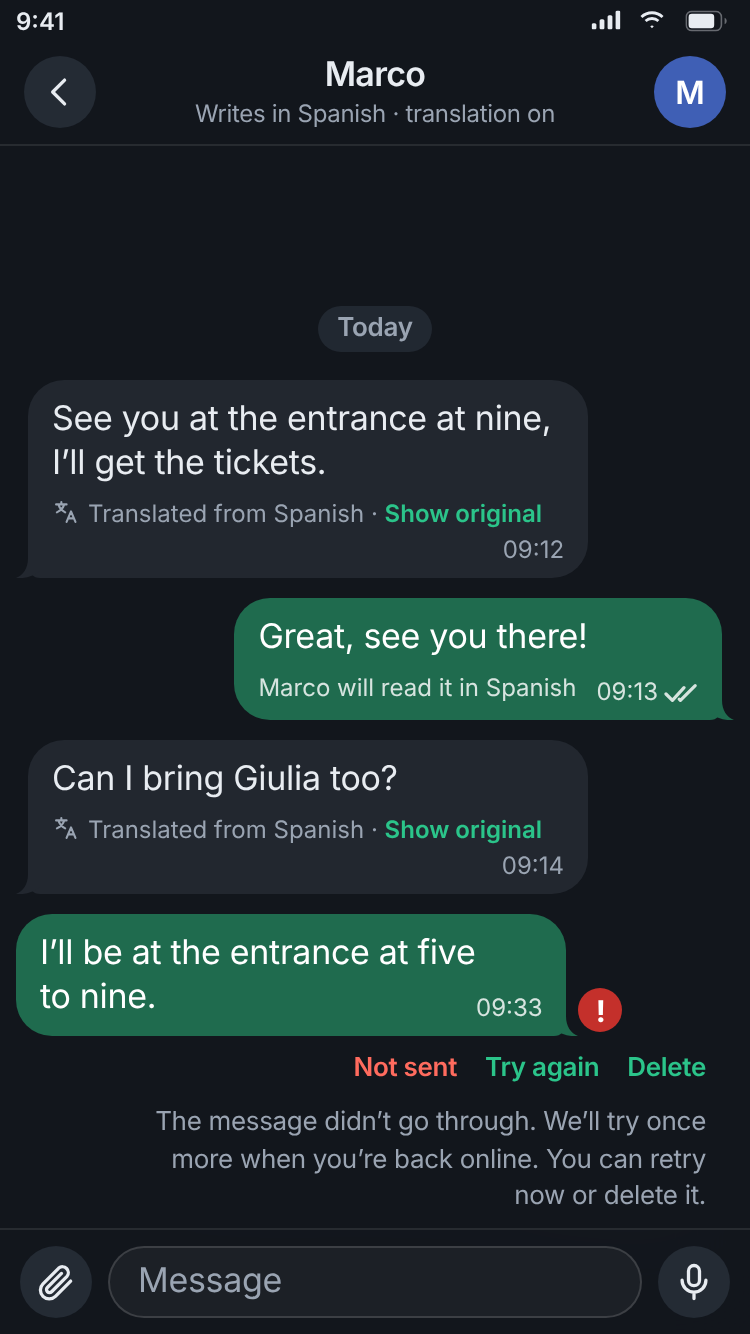 9:41
Marco
Writes in Spanish · translation on
M
Today
See you at the entrance at nine,
I’ll get the tickets.
Translated from Spanish · Show original
09:12
Great, see you there!
Marco will read it in Spanish 09:13
Can I bring Giulia too?
Translated from Spanish · Show original
09:14
I’ll be at the entrance at five
to nine. 09:33
!
Not sent Try again Delete
The message didn’t go through. We’ll try once
more when you’re back online. You can retry
now or delete it.
Message